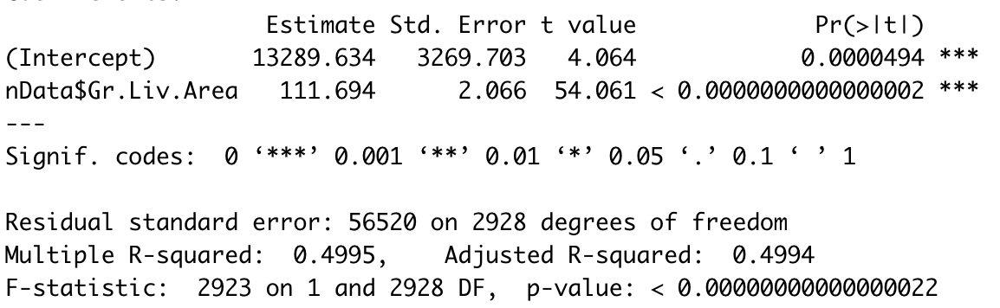 Estimate Std. Error t value Pr(>|t|)
(Intercept) 13289.634 3269.703 4.064 0.0000494 ***
nData$Gr.Liv.Area 111.694 2.066 54.061 < 0.0000000000000002 ***
---
Signif. codes: 0 ‘***’ 0.001 ‘**’ 0.01 ‘*’ 0.05 ‘.’ 0.1 ‘ ’ 1
Residual standard error: 56520 on 2928 degrees of freedom
Multiple R-squared: 0.4995, Adjusted R-squared: 0.4994
F-statistic: 2923 on 1 and 2928 DF, p-value: < 0.00000000000000022